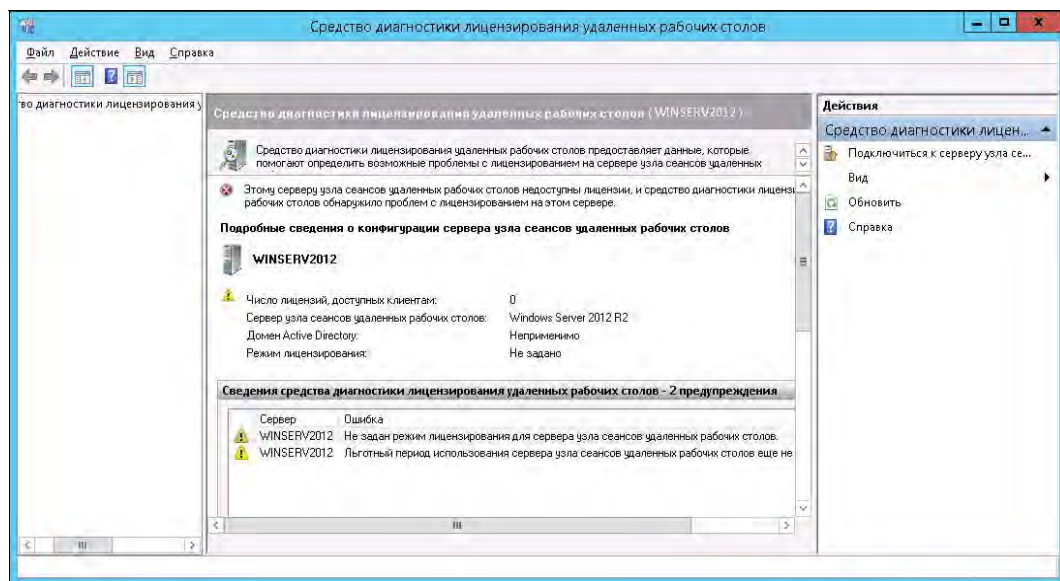 Средство диагностики лицензирования удаленных рабочих столов
Файл Действие Вид Справка
во диагностики лицензирования у
Средство диагностики лицензирования удаленных рабочих столов (WINSERV2012)
Средство диагностики лицензирования удаленных рабочих столов предоставляет данные, которые
помогают определить возможные проблемы с лицензированием на сервере узла сеансов удаленных
Этому серверу узла сеансов удаленных рабочих столов недоступны лицензии, и средство диагностики лиценз
рабочих столов обнаружило проблем с лицензированием на этом сервере.
Подробные сведения о конфигурации сервера узла сеансов удаленных рабочих столов
WINSERV2012
Число лицензий, доступных клиентам: 0
Сервер узла сеансов удаленных рабочих столов: Windows Server 2012 R2
Домен Active Directory: Неприменимо
Режим лицензирования: Не задано
Сведения средства диагностики лицензирования удаленных рабочих столов - 2 предупреждения
Сервер Ошибка
WINSERV2012 Не задан режим лицензирования для сервера узла сеансов удаленных рабочих столов.
WINSERV2012 Льготный период использования сервера узла сеансов удаленных рабочих столов еще не
Действия
Средство диагностики лицен...
Подключиться к серверу узла се...
Вид
Обновить
Справка